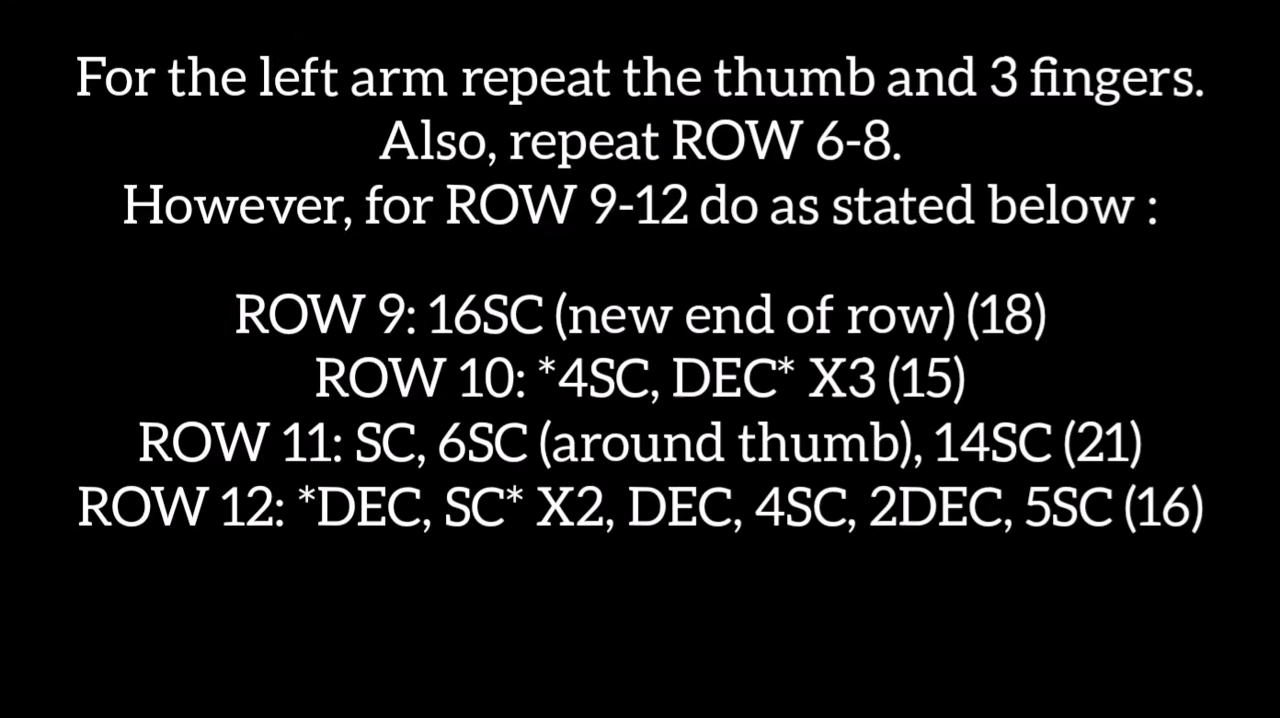 For the left arm repeat the thumb and 3 fingers.
Also, repeat ROW 6-8.
However, for ROW 9-12 do as stated below :
ROW 9: 16SC (new end of row) (18)
ROW 10: *4SC, DEC* X3 (15)
ROW 11: SC, 6SC (around thumb), 14SC (21)
ROW 12: *DEC, SC* X2, DEC, 4SC, 2DEC, 5SC (16)